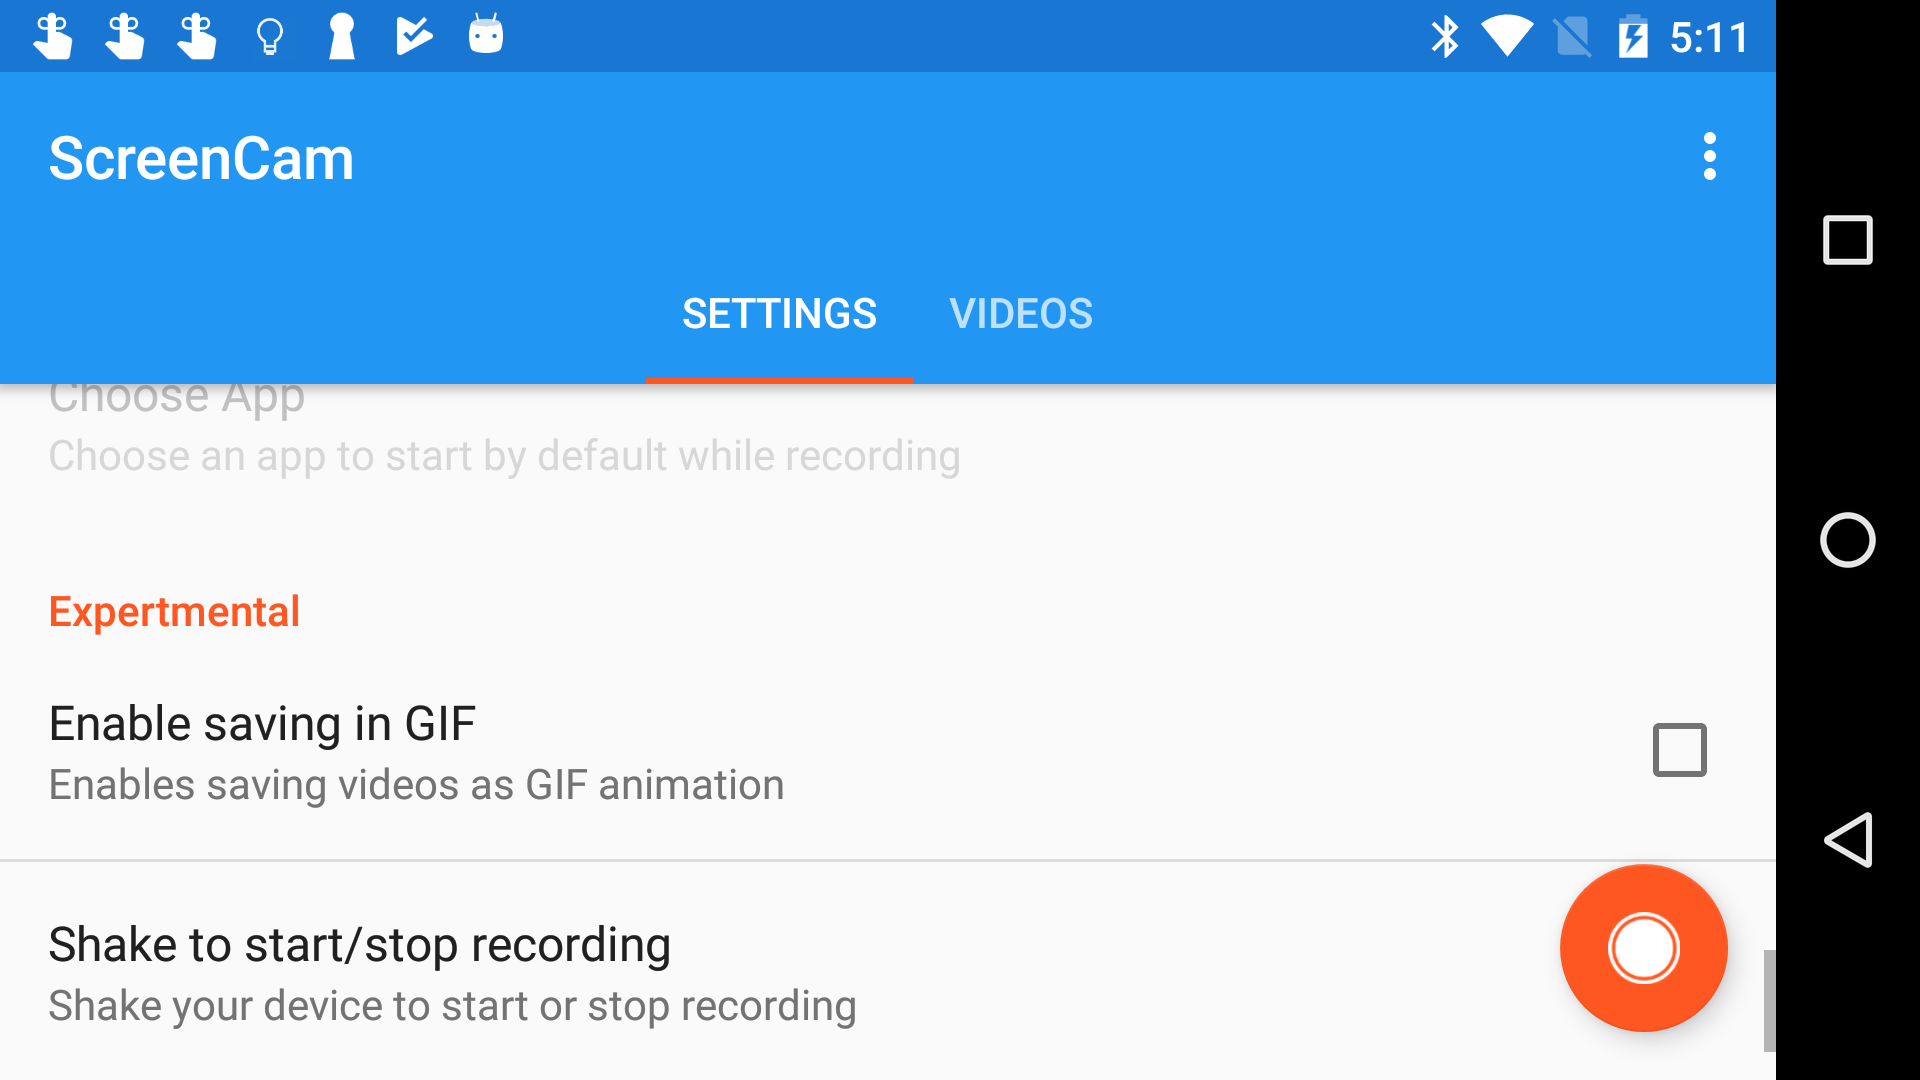 5:11
ScreenCam
SETTINGS VIDEOS
Choose App
Choose an app to start by default while recording
Expertmental
Enable saving in GIF
Enables saving videos as GIF animation
Shake to start/stop recording
Shake your device to start or stop recording